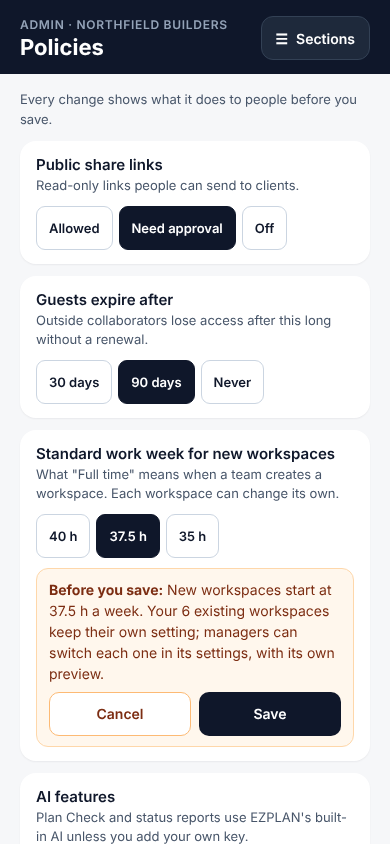 ADMIN · NORTHFIELD BUILDERS
Policies
☰ Sections
Every change shows what it does to people before you
save.
Public share links
Read-only links people can send to clients.
Allowed
Need approval
Off
Guests expire after
Outside collaborators lose access after this long
without a renewal.
30 days
90 days
Never
Standard work week for new workspaces
What "Full time" means when a team creates a
workspace. Each workspace can change its own.
40 h
37.5 h
35 h
Before you save: New workspaces start at
37.5 h a week. Your 6 existing workspaces
keep their own setting; managers can
switch each one in its settings, with its own
preview.
Cancel
Save
AI features
Plan Check and status reports use EZPLAN's built-
in AI unless you add your own key.